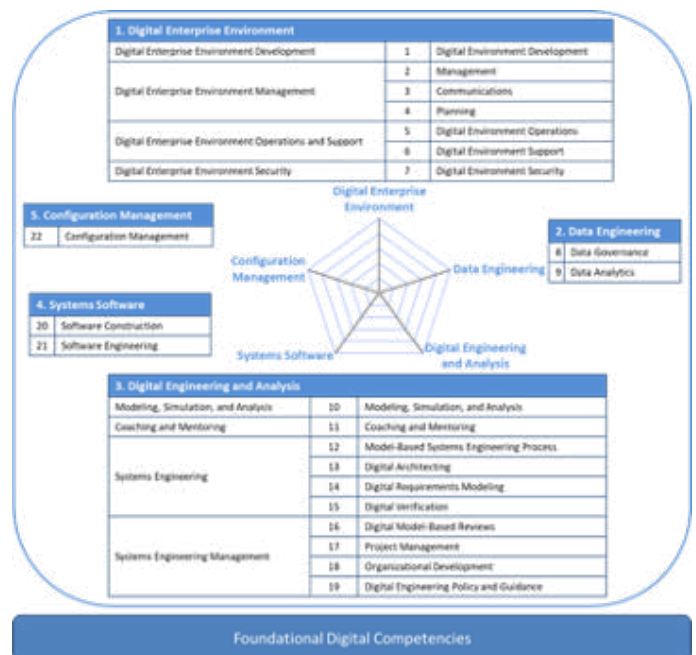 1. Digital Enterprise Environment
Digital Enterprise Environment Development 1 Digital Environment Development
Digital Enterprise Environment Management 2 Management
3 Communications
4 Planning
Digital Enterprise Environment Operations and Support 5 Digital Environment Operations
6 Digital Environment Support
Digital Enterprise Environment Security 7 Digital Environment Security
Digital Enterprise
Environment
5. Configuration Management
22 Configuration Management
2. Data Engineering
8 Data Governance
9 Data Analytics
Configuration
Management
Data Engineering
4. Systems Software
20 Software Construction
21 Software Engineering
Systems Software
Digital Engineering
and Analysis
3. Digital Engineering and Analysis
Modeling, Simulation, and Analysis 10 Modeling, Simulation, and Analysis
Coaching and Mentoring 11 Coaching and Mentoring
Systems Engineering 12 Model-Based Systems Engineering Process
13 Digital Architecting
14 Digital Requirements Modeling
15 Digital Verification
Systems Engineering Management 16 Digital Model-Based Reviews
17 Project Management
18 Organizational Development
19 Digital Engineering Policy and Guidance
Foundational Digital Competencies